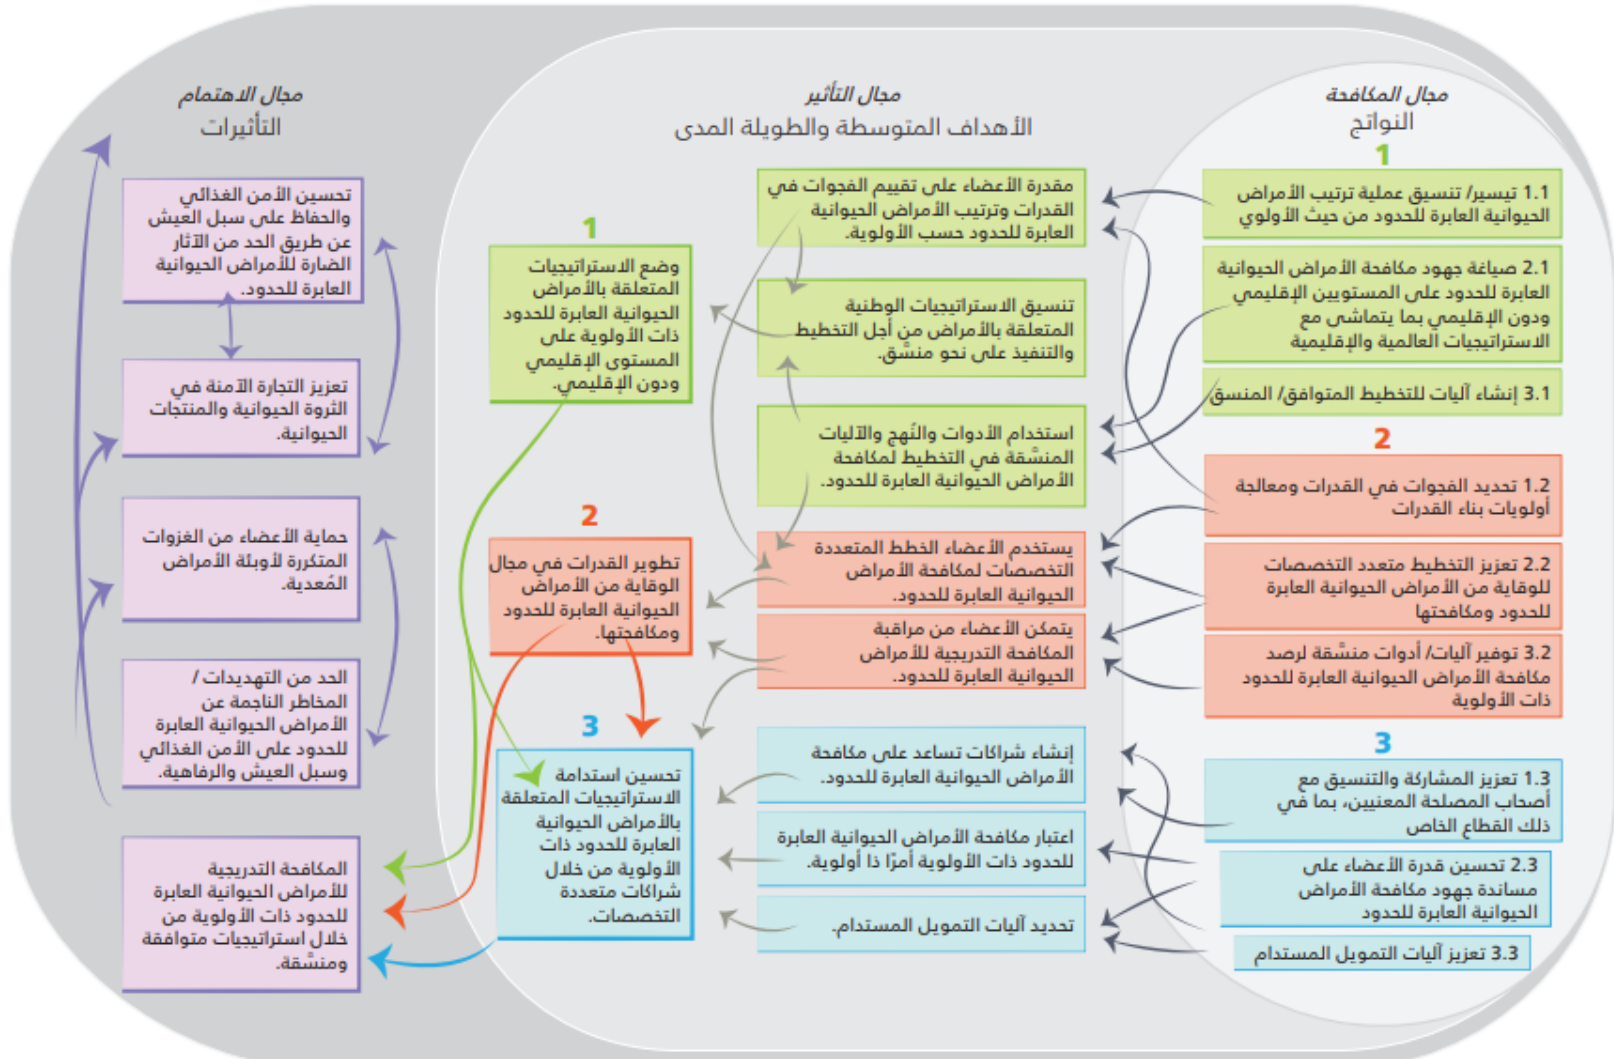 مجال المكافحة
النواتج
1
1.1 تيسير/ تنسيق عملية ترتيب الأمراض
الحيوانية العابرة للحدود من حيث الأولوي
2.1 صياغة جهود مكافحة الأمراض الحيوانية
العابرة للحدود على المستويين الإقليمي
ودون الإقليمي بما يتماشى مع
الاستراتيجيات العالمية والإقليمية
3.1 إنشاء آليات للتخطيط المتوافق/ المنسق
2
1.2 تحديد الفجوات في القدرات ومعالجة
أولويات بناء القدرات
2.2 تعزيز التخطيط متعدد التخصصات
للوقاية من الأمراض الحيوانية العابرة
للحدود ومكافحتها
3.2 توفير آليات/ أدوات منسَّقة لرصد
مكافحة الأمراض الحيوانية العابرة للحدود
ذات الأولوية
3
1.3 تعزيز المشاركة والتنسيق مع
أصحاب المصلحة المعنيين، بما في
ذلك القطاع الخاص
2.3 تحسين قدرة الأعضاء على
مساندة جهود مكافحة الأمراض
الحيوانية العابرة للحدود
3.3 تعزيز آليات التمويل المستدام
مجال التأثير
الأهداف المتوسطة والطويلة المدى
مقدرة الأعضاء على تقييم الفجوات في
القدرات وترتيب الأمراض الحيوانية
العابرة للحدود حسب الأولوية.
تنسيق الاستراتيجيات الوطنية
المتعلقة بالأمراض من أجل التخطيط
والتنفيذ على نحو منسَّق.
استخدام الأدوات والنُهج والآليات
المنسَّقة في التخطيط لمكافحة
الأمراض الحيوانية العابرة للحدود.
يستخدم الأعضاء الخطط المتعددة
التخصصات لمكافحة الأمراض
الحيوانية العابرة للحدود.
يتمكن الأعضاء من مراقبة
المكافحة التدريجية للأمراض
الحيوانية العابرة للحدود.
إنشاء شراكات تساعد على مكافحة
الأمراض الحيوانية العابرة للحدود.
اعتبار مكافحة الأمراض الحيوانية العابرة
للحدود ذات الأولوية أمرًا ذا أولوية.
تحديد آليات التمويل المستدام.
1
وضع الاستراتيجيات
المتعلقة بالأمراض
الحيوانية العابرة للحدود
ذات الأولوية على
المستوى الإقليمي
ودون الإقليمي.
2
تطوير القدرات في مجال
الوقاية من الأمراض
الحيوانية العابرة للحدود
ومكافحتها.
3
تحسين استدامة
الاستراتيجيات المتعلقة
بالأمراض الحيوانية
العابرة للحدود ذات
الأولوية من خلال
شراكات متعددة
التخصصات.
مجال الاهتمام
التأثيرات
تحسين الأمن الغذائي
والحفاظ على سبل العيش
عن طريق الحد من الآثار
الضارة للأمراض الحيوانية
العابرة للحدود.
تعزيز التجارة الآمنة في
الثروة الحيوانية والمنتجات
الحيوانية.
حماية الأعضاء من الغزوات
المتكررة لأوبئة الأمراض
المُعدية.
الحد من التهديدات /
المخاطر الناجمة عن
الأمراض الحيوانية العابرة
للحدود على الأمن الغذائي
وسبل العيش والرفاهية.
المكافحة التدريجية
للأمراض الحيوانية العابرة
للحدود ذات الأولوية من
خلال استراتيجيات متوافقة
ومنسَّقة.